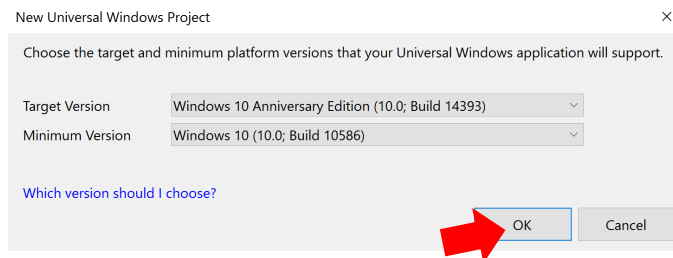 New Universal Windows Project
Choose the target and minimum platform versions that your Universal Windows application will support.
Target Version Windows 10 Anniversary Edition (10.0; Build 14393)
Minimum Version Windows 10 (10.0; Build 10586)
Which version should I choose?
OK Cancel